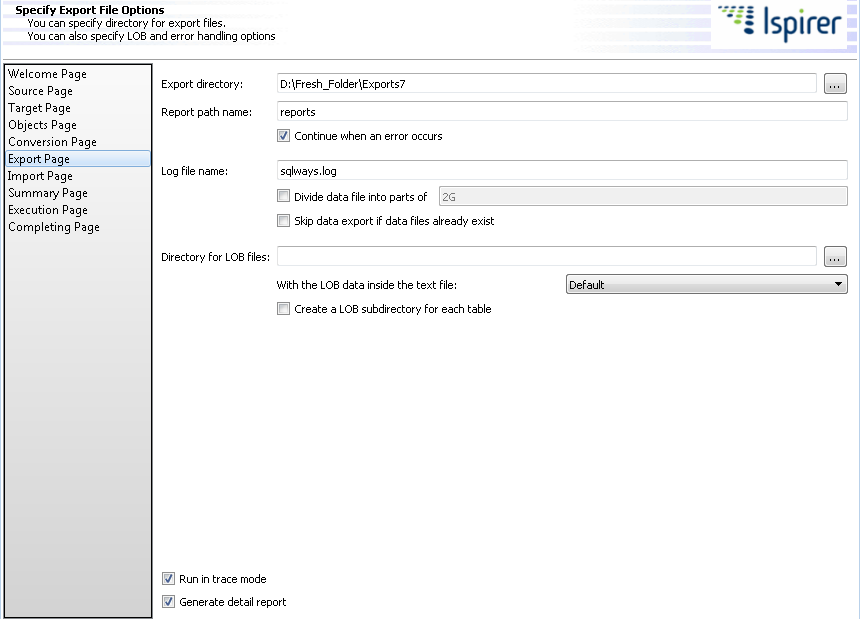 Specify Export File Options
You can specify directory for export files.
You can also specify LOB and error handling options
Ispirer
Welcome Page
Source Page
Target Page
Objects Page
Conversion Page
Export Page
Import Page
Summary Page
Execution Page
Completing Page
Export directory: D:\Fresh_Folder\Exports7 ...
Report path name: reports
Continue when an error occurs
Log file name: sqlways.log
Divide data file into parts of 2G
Skip data export if data files already exist
Directory for LOB files: ...
With the LOB data inside the text file: Default
Create a LOB subdirectory for each table
Run in trace mode
Generate detail report